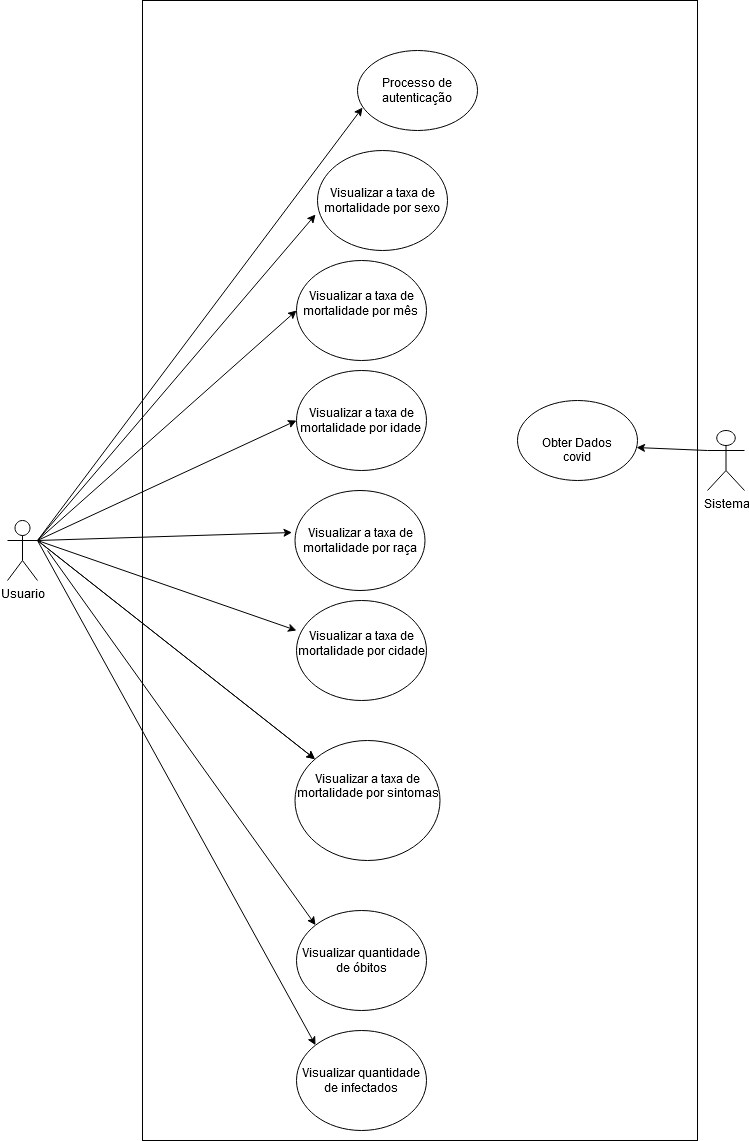 Processo de
autenticação
Visualizar a taxa de
mortalidade por sexo
Visualizar a taxa de
mortalidade por mês
Visualizar a taxa de
mortalidade por idade
Obter Dados
covid
Sistema
Visualizar a taxa de
mortalidade por raça
Usuario
Visualizar a taxa de
mortalidade por cidade
Visualizar a taxa de
mortalidade por sintomas
Visualizar quantidade
de óbitos
Visualizar quantidade
de infectados